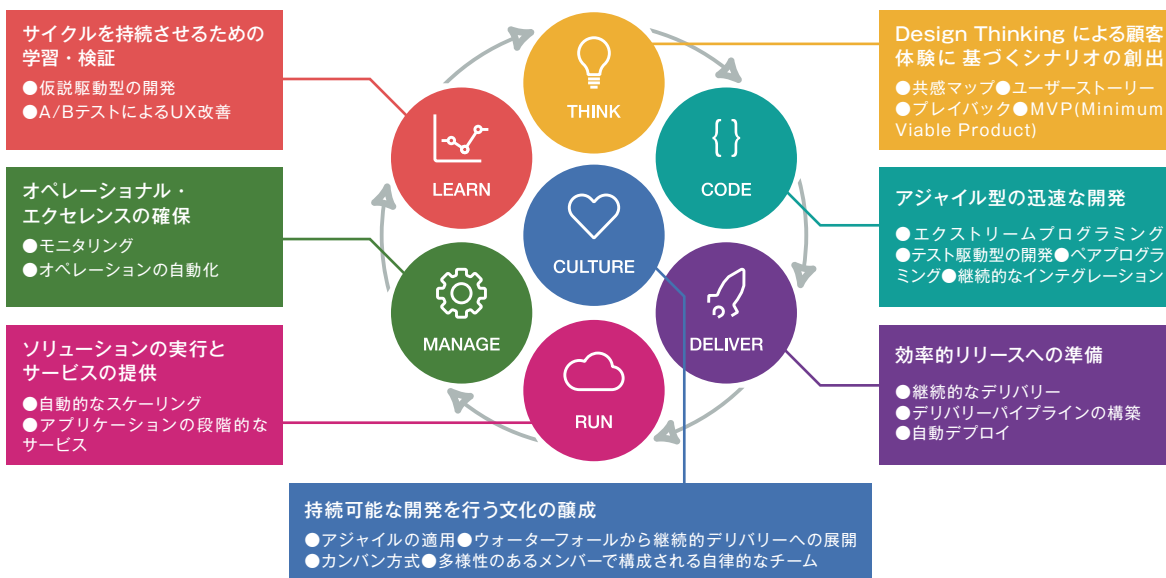 サイクルを持続させるための
学習・検証
●仮説駆動型の開発
●A/BテストによるUX改善
オペレーショナル・
エクセレンスの確保
●モニタリング
●オペレーションの自動化
ソリューションの実行と
サービスの提供
●自動的なスケーリング
●アプリケーションの段階的な
サービス
THINK
LEARN
CODE
CULTURE
MANAGE
DELIVER
RUN
Design Thinking による顧客
体験に 基づくシナリオの創出
●共感マップ●ユーザーストーリー
●プレイバック●MVP(Minimum
Viable Product)
アジャイル型の迅速な開発
●エクストリームプログラミング
●テスト駆動型の開発●ペアプログラ
ミング●継続的なインテグレーション
効率的リリースへの準備
●継続的なデリバリー
●デリバリーパイプラインの構築
●自動デプロイ
持続可能な開発を行う文化の醸成
●アジャイルの適用●ウォーターフォールから継続的デリバリーへの展開
●カンバン方式●多様性のあるメンバーで構成される自律的なチーム